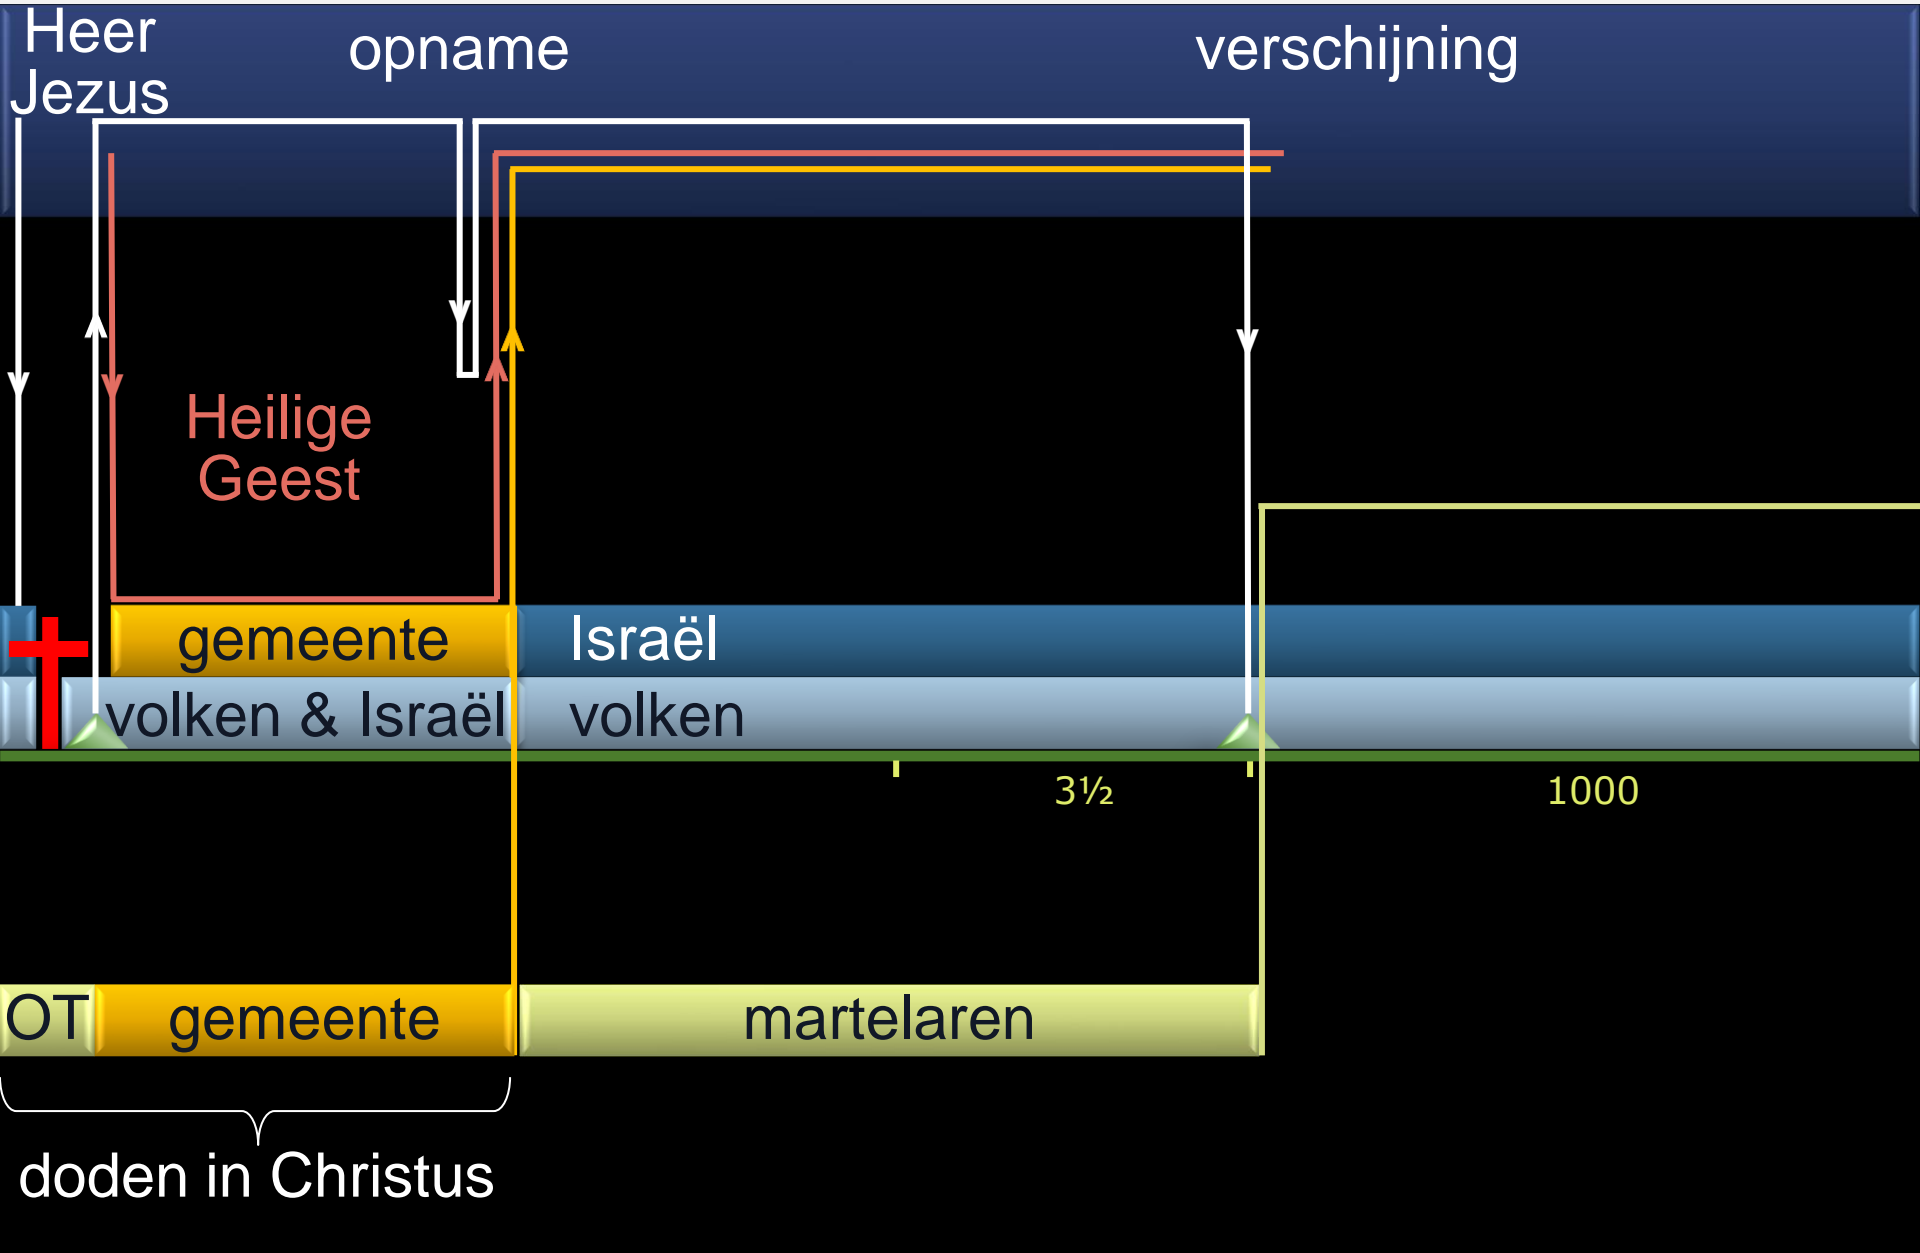 Heer
Jezus
opname
verschijning
Heilige
Geest
gemeente
Israël
volken & Israël
volken
3½
1000
OT
gemeente
martelaren
doden in Christus